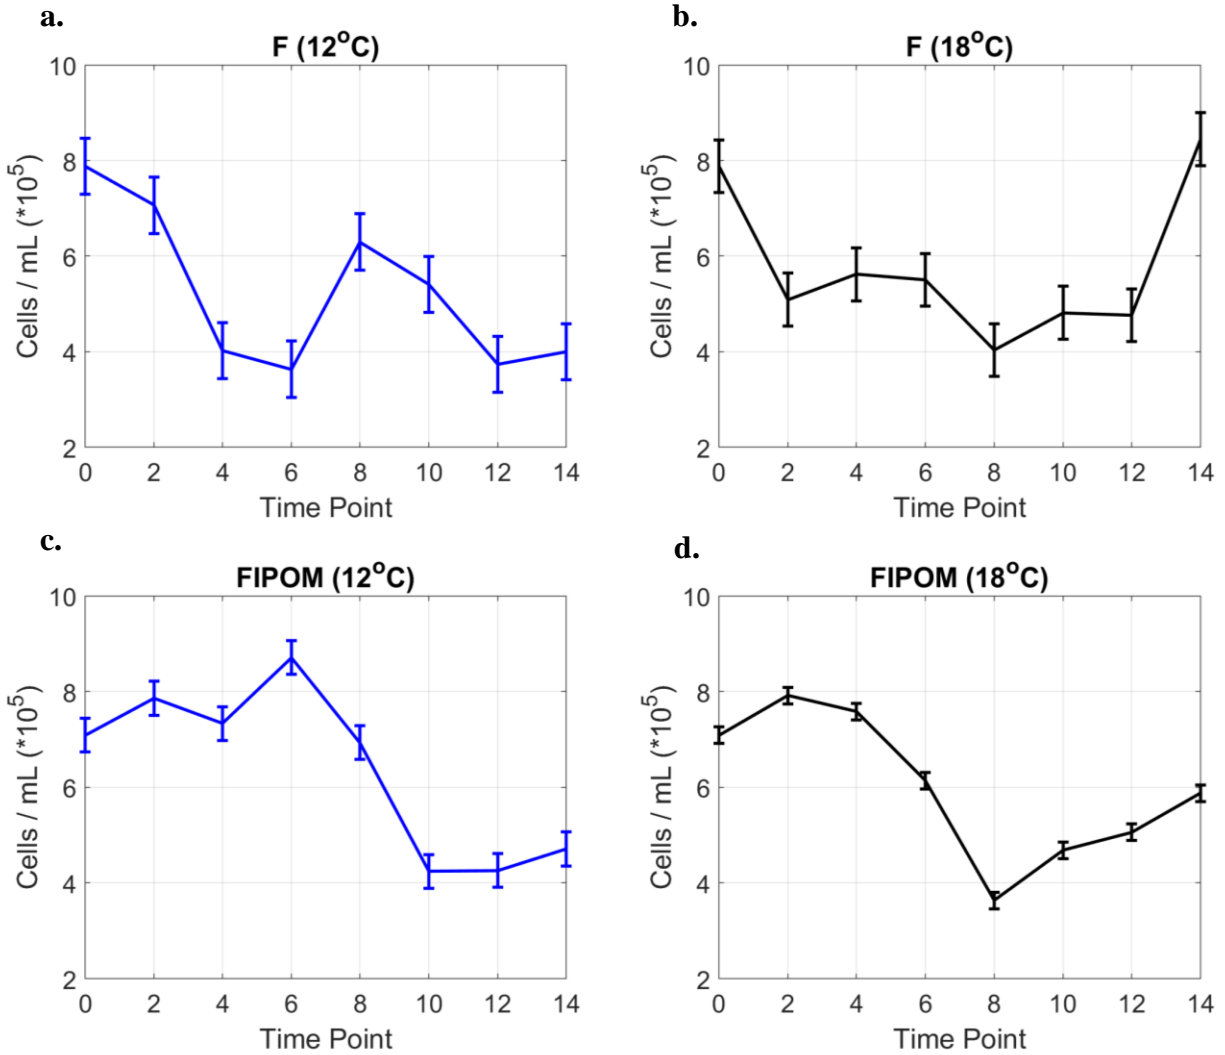 a.
F (12°C)
10
8
6
4
2
Cells / mL (*10⁵)
0 2 4 6 8 10 12 14
Time Point
b.
F (18°C)
10
8
6
4
2
Cells / mL (*10⁵)
0 2 4 6 8 10 12 14
Time Point
c.
FIPOM (12°C)
10
8
6
4
2
Cells / mL (*10⁵)
0 2 4 6 8 10 12 14
Time Point
d.
FIPOM (18°C)
10
8
6
4
2
Cells / mL (*10⁵)
0 2 4 6 8 10 12 14
Time Point